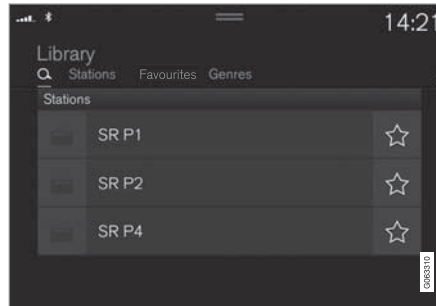 14:21
Library
Stations Favourites Genres
Stations
SR P1
SR P2
SR P4
G063310